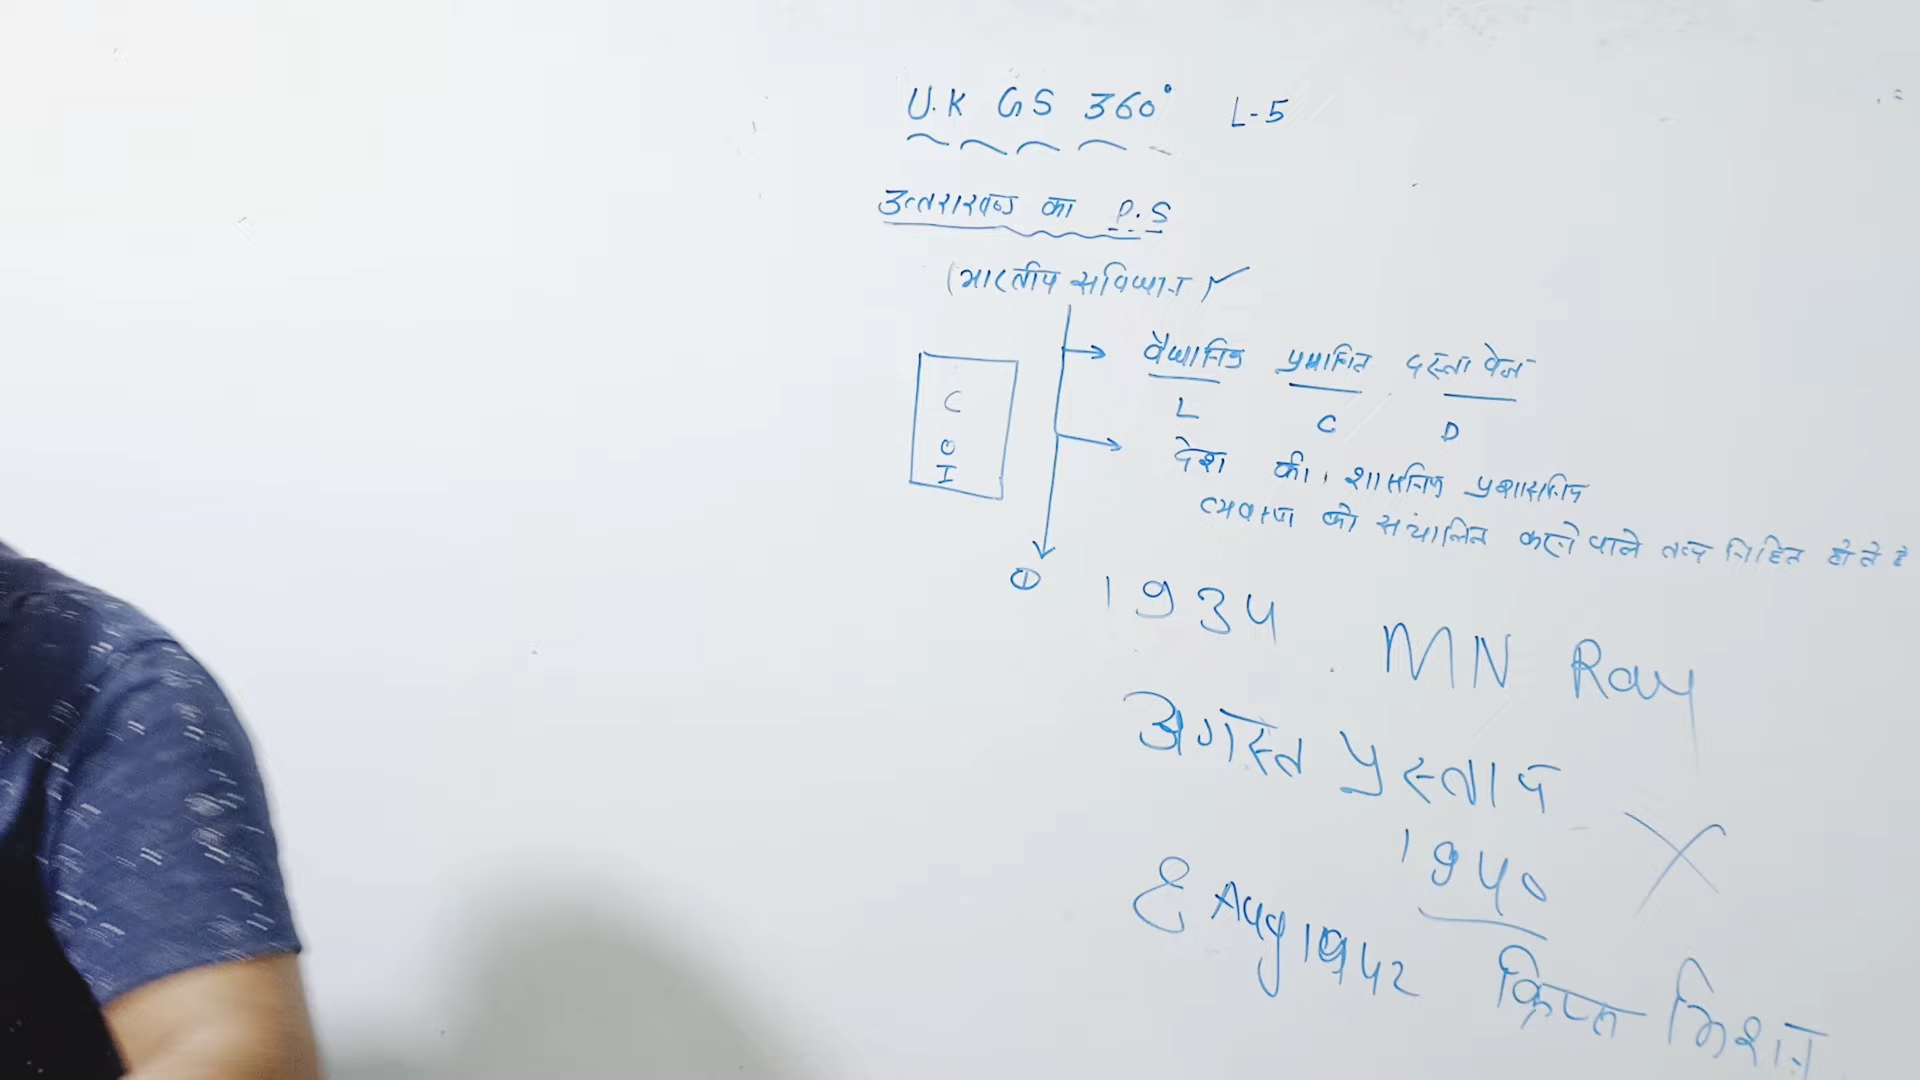 U.K GS 360° L-5
उत्तराखण्ड का P.S
(भारतीय सविधान)
वैधानिक प्रमाणित दस्तावेज
L C D
C
O
I
देश की शासनिक प्रशासनिक
व्यवस्था को संचालित करने वाले तत्व निहित होते है
① 1934 MN Roy
अगस्त प्रस्ताव
1940
8 Aug 1942 क्रिप्स मिशन